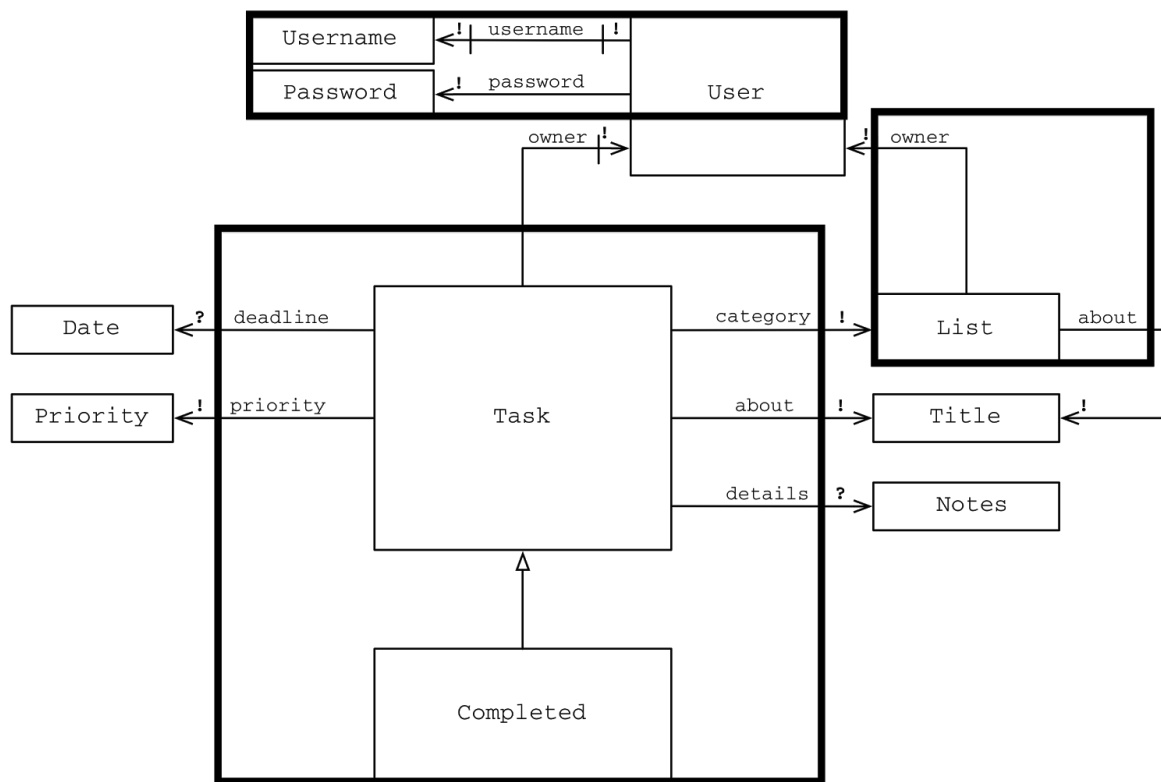 Username
! username !
Password
! password
User
owner !
! owner
Date
? deadline
category !
List
about
Priority
! priority
Task
about !
Title
!
details ?
Notes
Completed